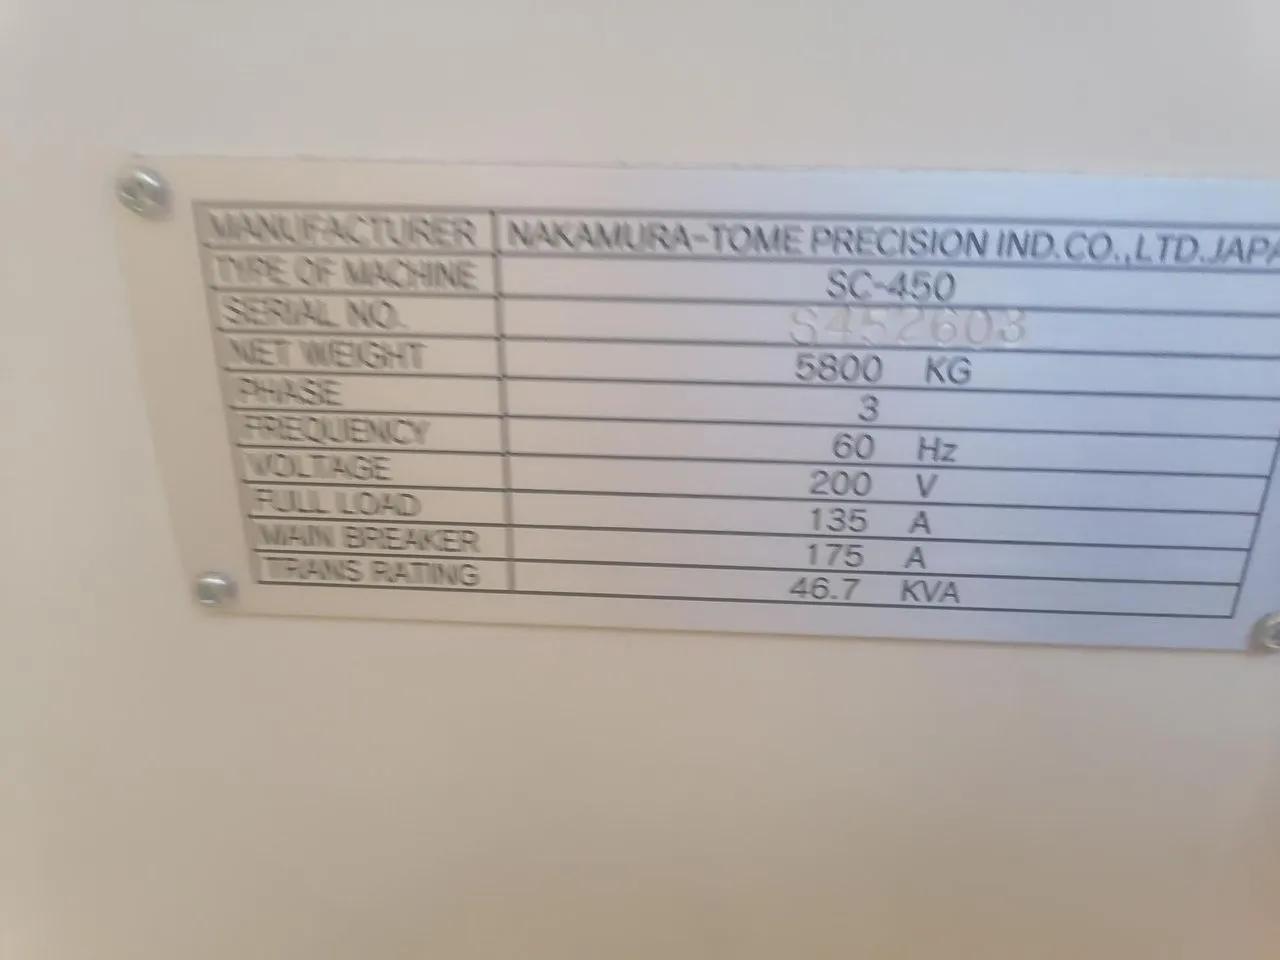 MANUFACTURER NAKAMURA-TOME PRECISION IND.CO.,LTD.JAPA
TYPE OF MACHINE SC-450
SERIAL NO. S452603
NET WEIGHT 5800 KG
PHASE 3
FREQUENCY 60 Hz
VOLTAGE 200 V
FULL LOAD 135 A
MAIN BREAKER 175 A
TRANS RATING 46.7 KVA